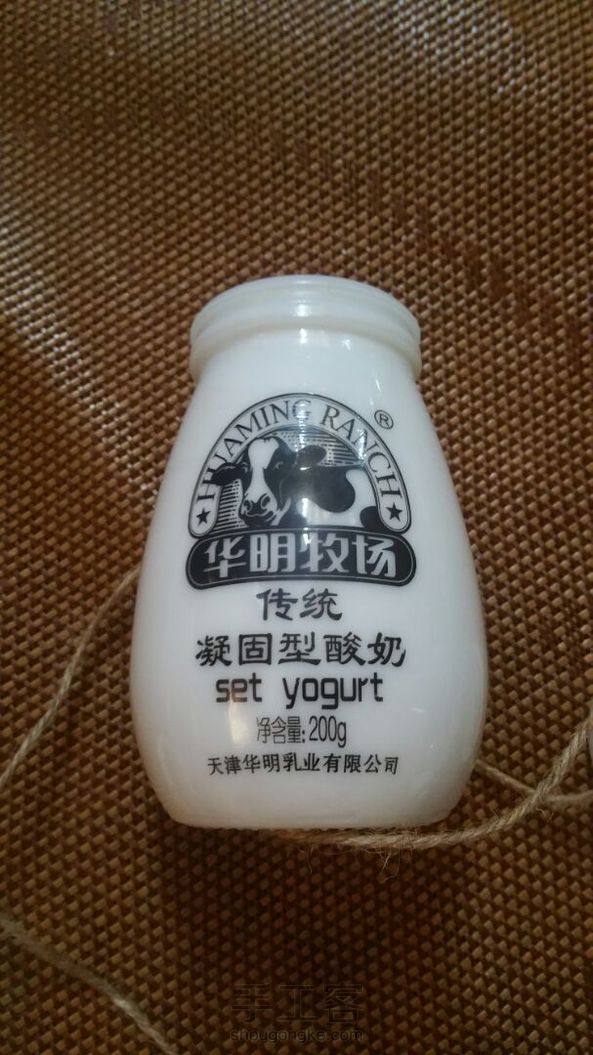 HUAMING RANCH ®
华明牧场
传统
凝固型酸奶
set yogurt
净含量:200g
天津华明乳业有限公司
手工客
shougongke.com